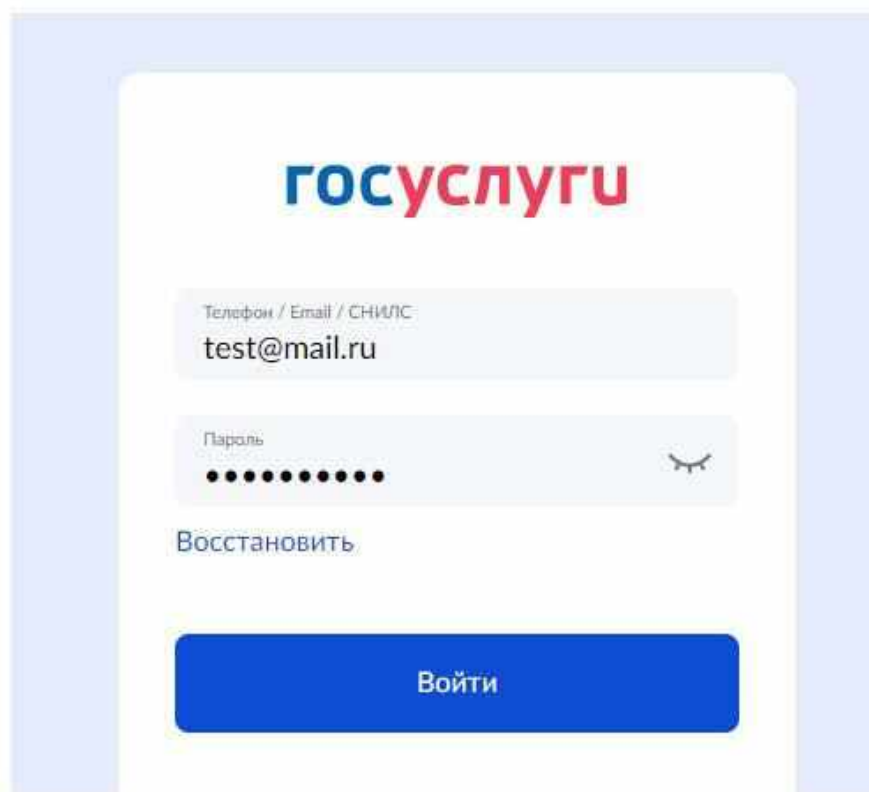 госуслуги
Телефон / Email / СНИЛС
test@mail.ru
Пароль
••••••••••
Восстановить
Войти